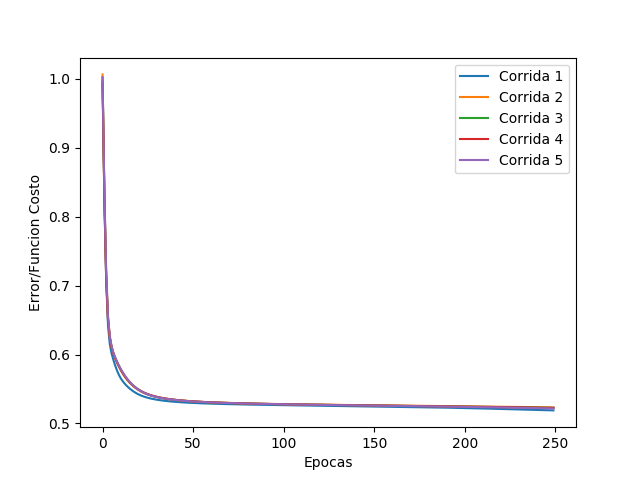 Corrida 1
Corrida 2
Corrida 3
Corrida 4
Corrida 5
Error/Funcion Costo
1.0
0.9
0.8
0.7
0.6
0.5
0 50 100 150 200 250
Epocas